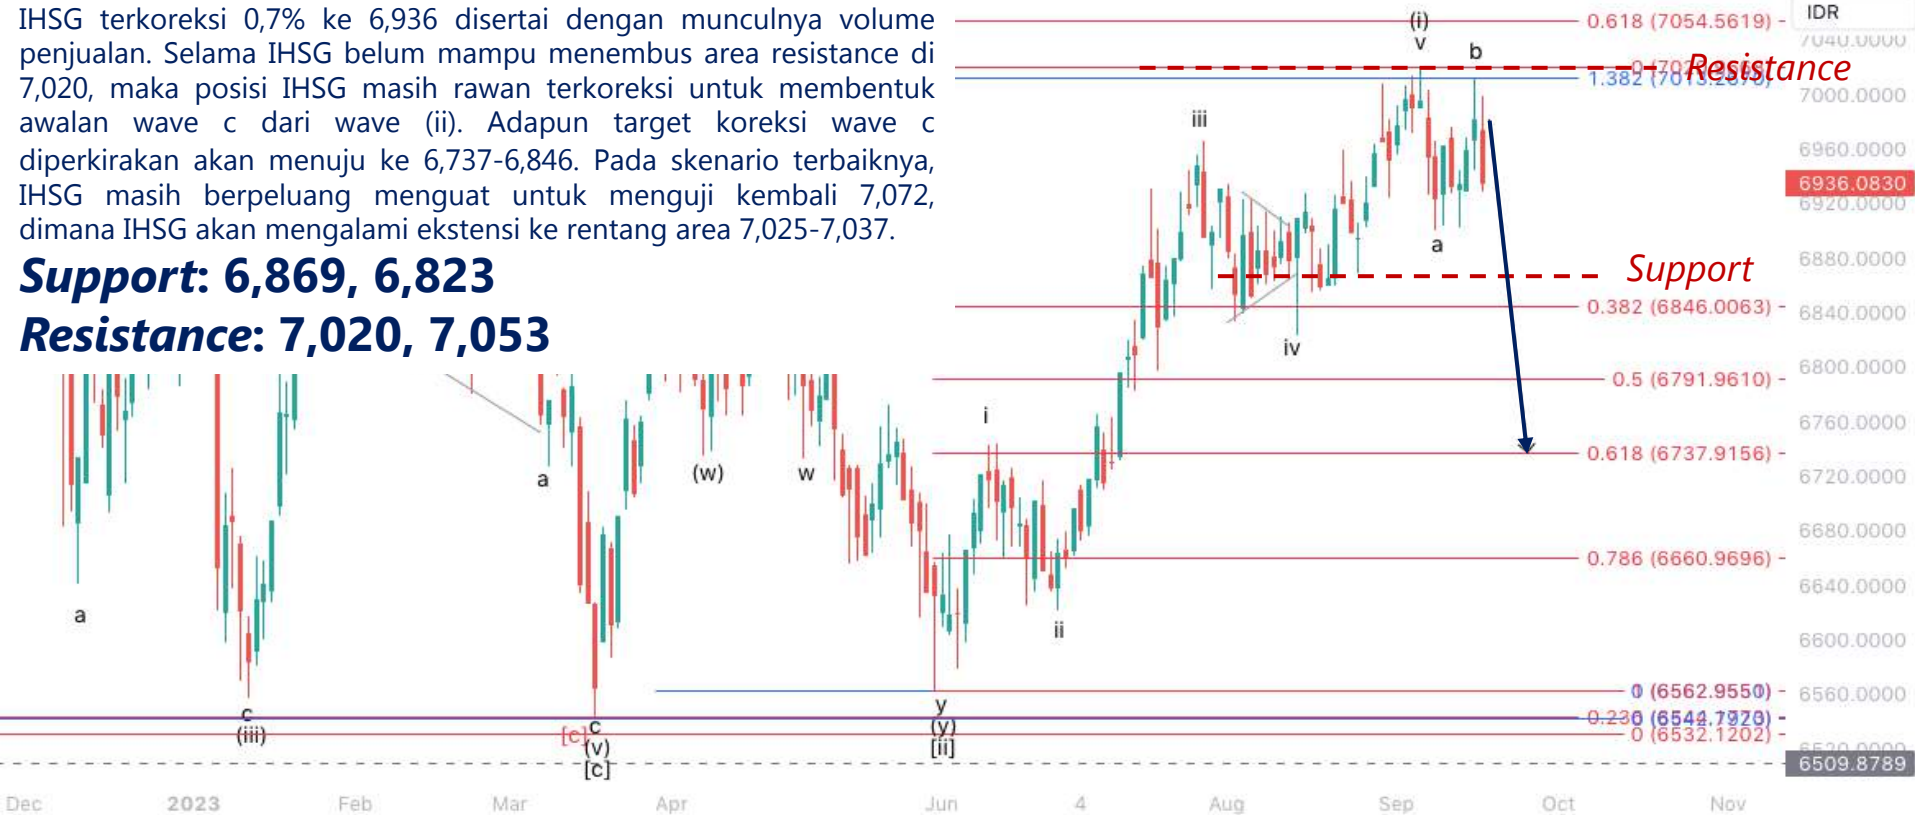 IHSG terkoreksi 0,7% ke 6,936 disertai dengan munculnya volume
penjualan. Selama IHSG belum mampu menembus area resistance di
7,020, maka posisi IHSG masih rawan terkoreksi untuk membentuk
awalan wave c dari wave (ii). Adapun target koreksi wave c
diperkirakan akan menuju ke 6,737-6,846. Pada skenario terbaiknya,
IHSG masih berpeluang menguat untuk menguji kembali 7,072,
dimana IHSG akan mengalami ekstensi ke rentang area 7,025-7,037.
Support: 6,869, 6,823
Resistance: 7,020, 7,053
IDR
0.618 (7054.5619)
7040.0000
(i)
v
b
Resistance
7000.0000
iii
6960.0000
6936.0830
6920.0000
a
6880.0000
Support
0.382 (6846.0063)
6840.0000
iv
0.5 (6791.9610)
6800.0000
i
6760.0000
0.618 (6737.9156)
a
(w)
w
6720.0000
6680.0000
0.786 (6660.9696)
6640.0000
a
ii
6600.0000
(6562.9550)
6560.0000
c
(iii)
[c]
c
(v)
[c]
y
(y)
[ii]
0 (6532.1202)
6520.0000
6509.8789
Dec
2023
Feb
Mar
Apr
Jun
4
Aug
Sep
Oct
Nov